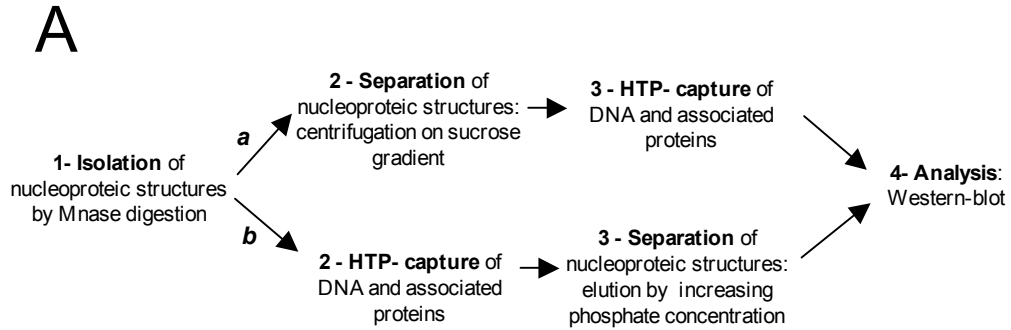 A
2 - Separation of
nucleoproteic structures:
centrifugation on sucrose
gradient
3 - HTP- capture of
DNA and associated
proteins
a
1- Isolation of
nucleoproteic structures
by Mnase digestion
4- Analysis:
Western-blot
b
2 - HTP- capture of
DNA and associated
proteins
3 - Separation of
nucleoproteic structures:
elution by increasing
phosphate concentration